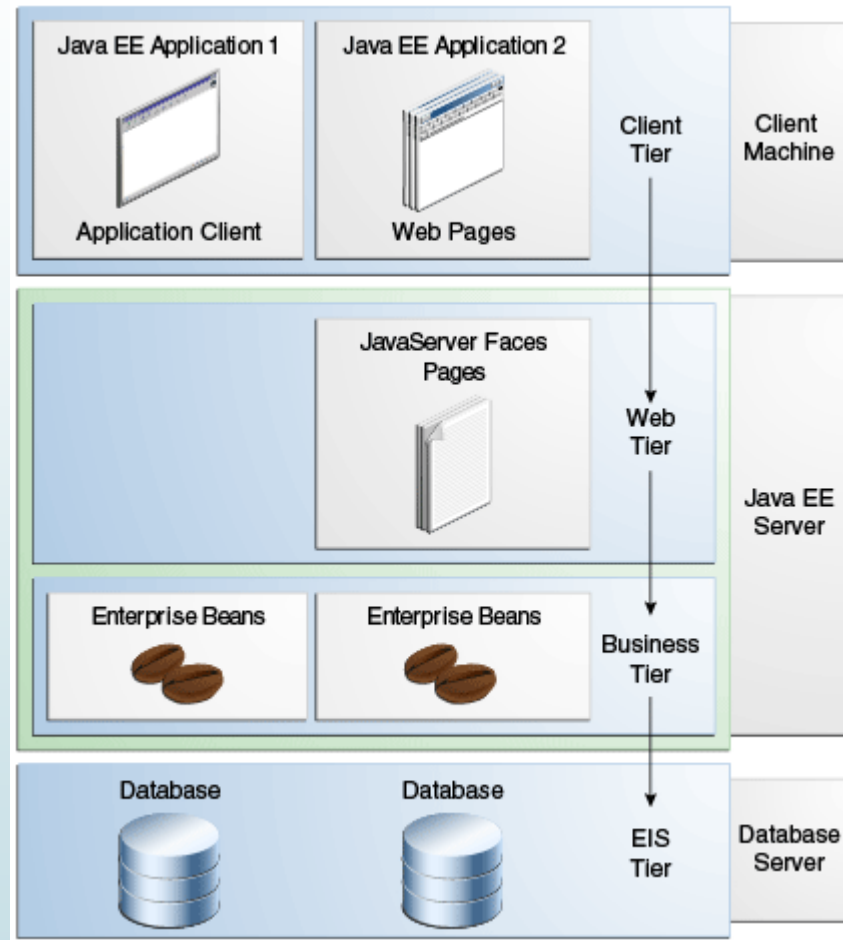 Java EE Application 1
Java EE Application 2
Application Client
Web Pages
Client
Tier
Client
Machine
JavaServer Faces
Pages
Web
Tier
Java EE
Server
Enterprise Beans
Enterprise Beans
Business
Tier
Database
Database
EIS
Tier
Database
Server